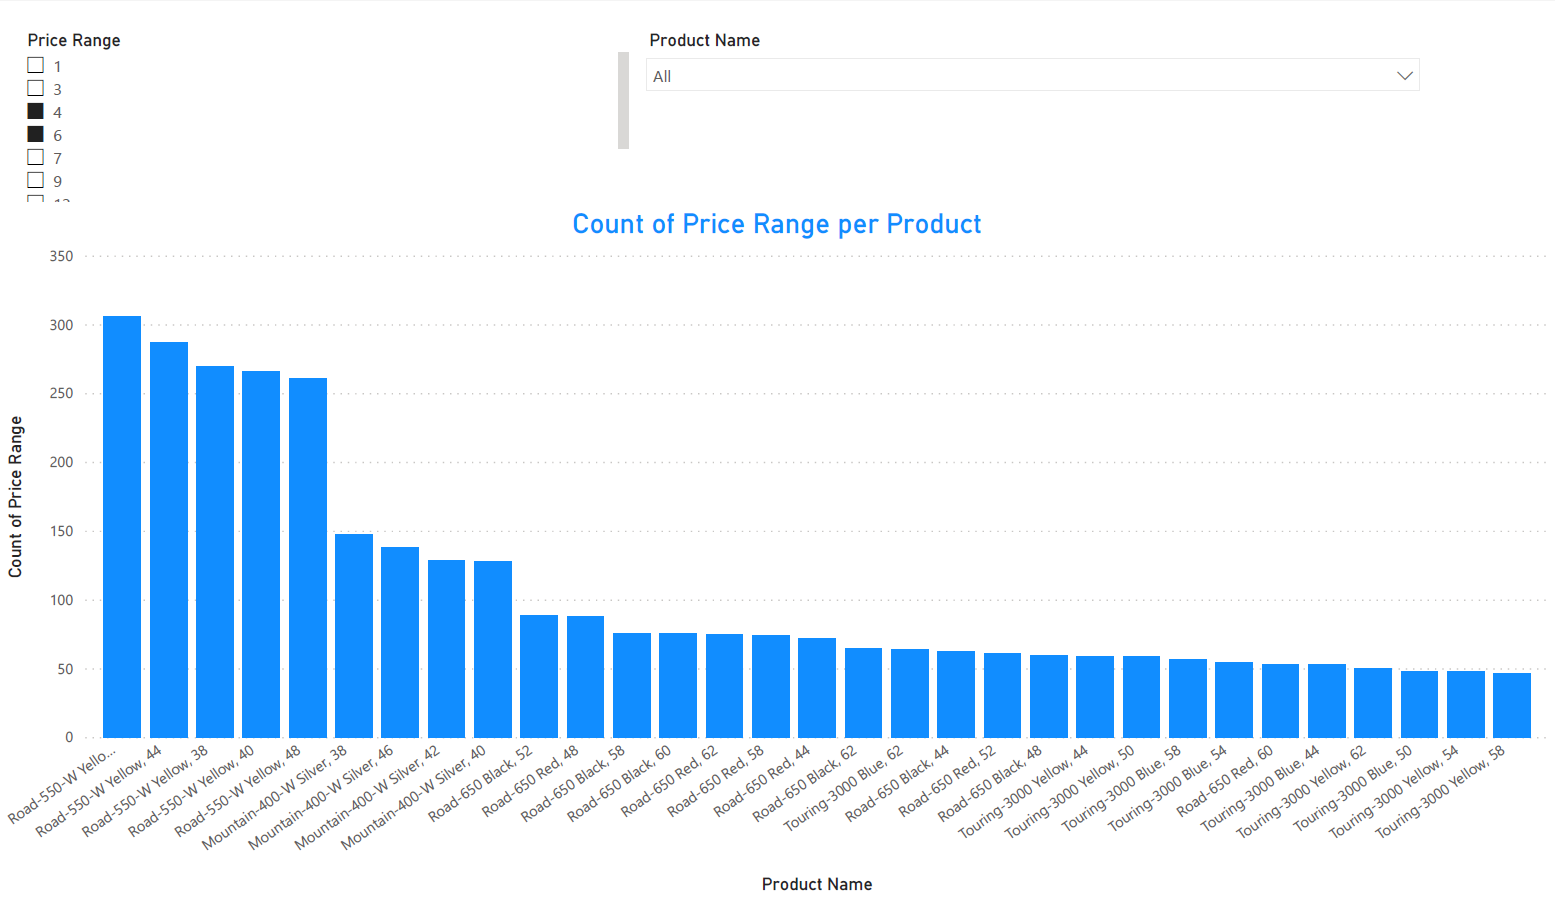 Price Range
1
3
4
6
7
9
Product Name
All
Count of Price Range per Product
350
300
250
200
150
100
50
0
Count of Price Range
Road-550-W Yello...
Road-550-W Yellow, 44
Road-550-W Yellow, 38
Road-550-W Yellow, 40
Road-550-W Yellow, 48
Mountain-400-W Silver, 38
Mountain-400-W Silver, 46
Mountain-400-W Silver, 42
Mountain-400-W Silver, 40
Road-650 Black, 52
Road-650 Red, 48
Road-650 Black, 58
Road-650 Black, 60
Road-650 Red, 62
Road-650 Red, 58
Road-650 Red, 44
Road-650 Black, 62
Touring-3000 Blue, 62
Road-650 Black, 44
Road-650 Red, 52
Road-650 Black, 48
Touring-3000 Yellow, 44
Touring-3000 Yellow, 50
Touring-3000 Blue, 58
Touring-3000 Blue, 54
Road-650 Red, 60
Touring-3000 Blue, 44
Touring-3000 Yellow, 62
Touring-3000 Blue, 50
Touring-3000 Yellow, 54
Touring-3000 Yellow, 58
Product Name